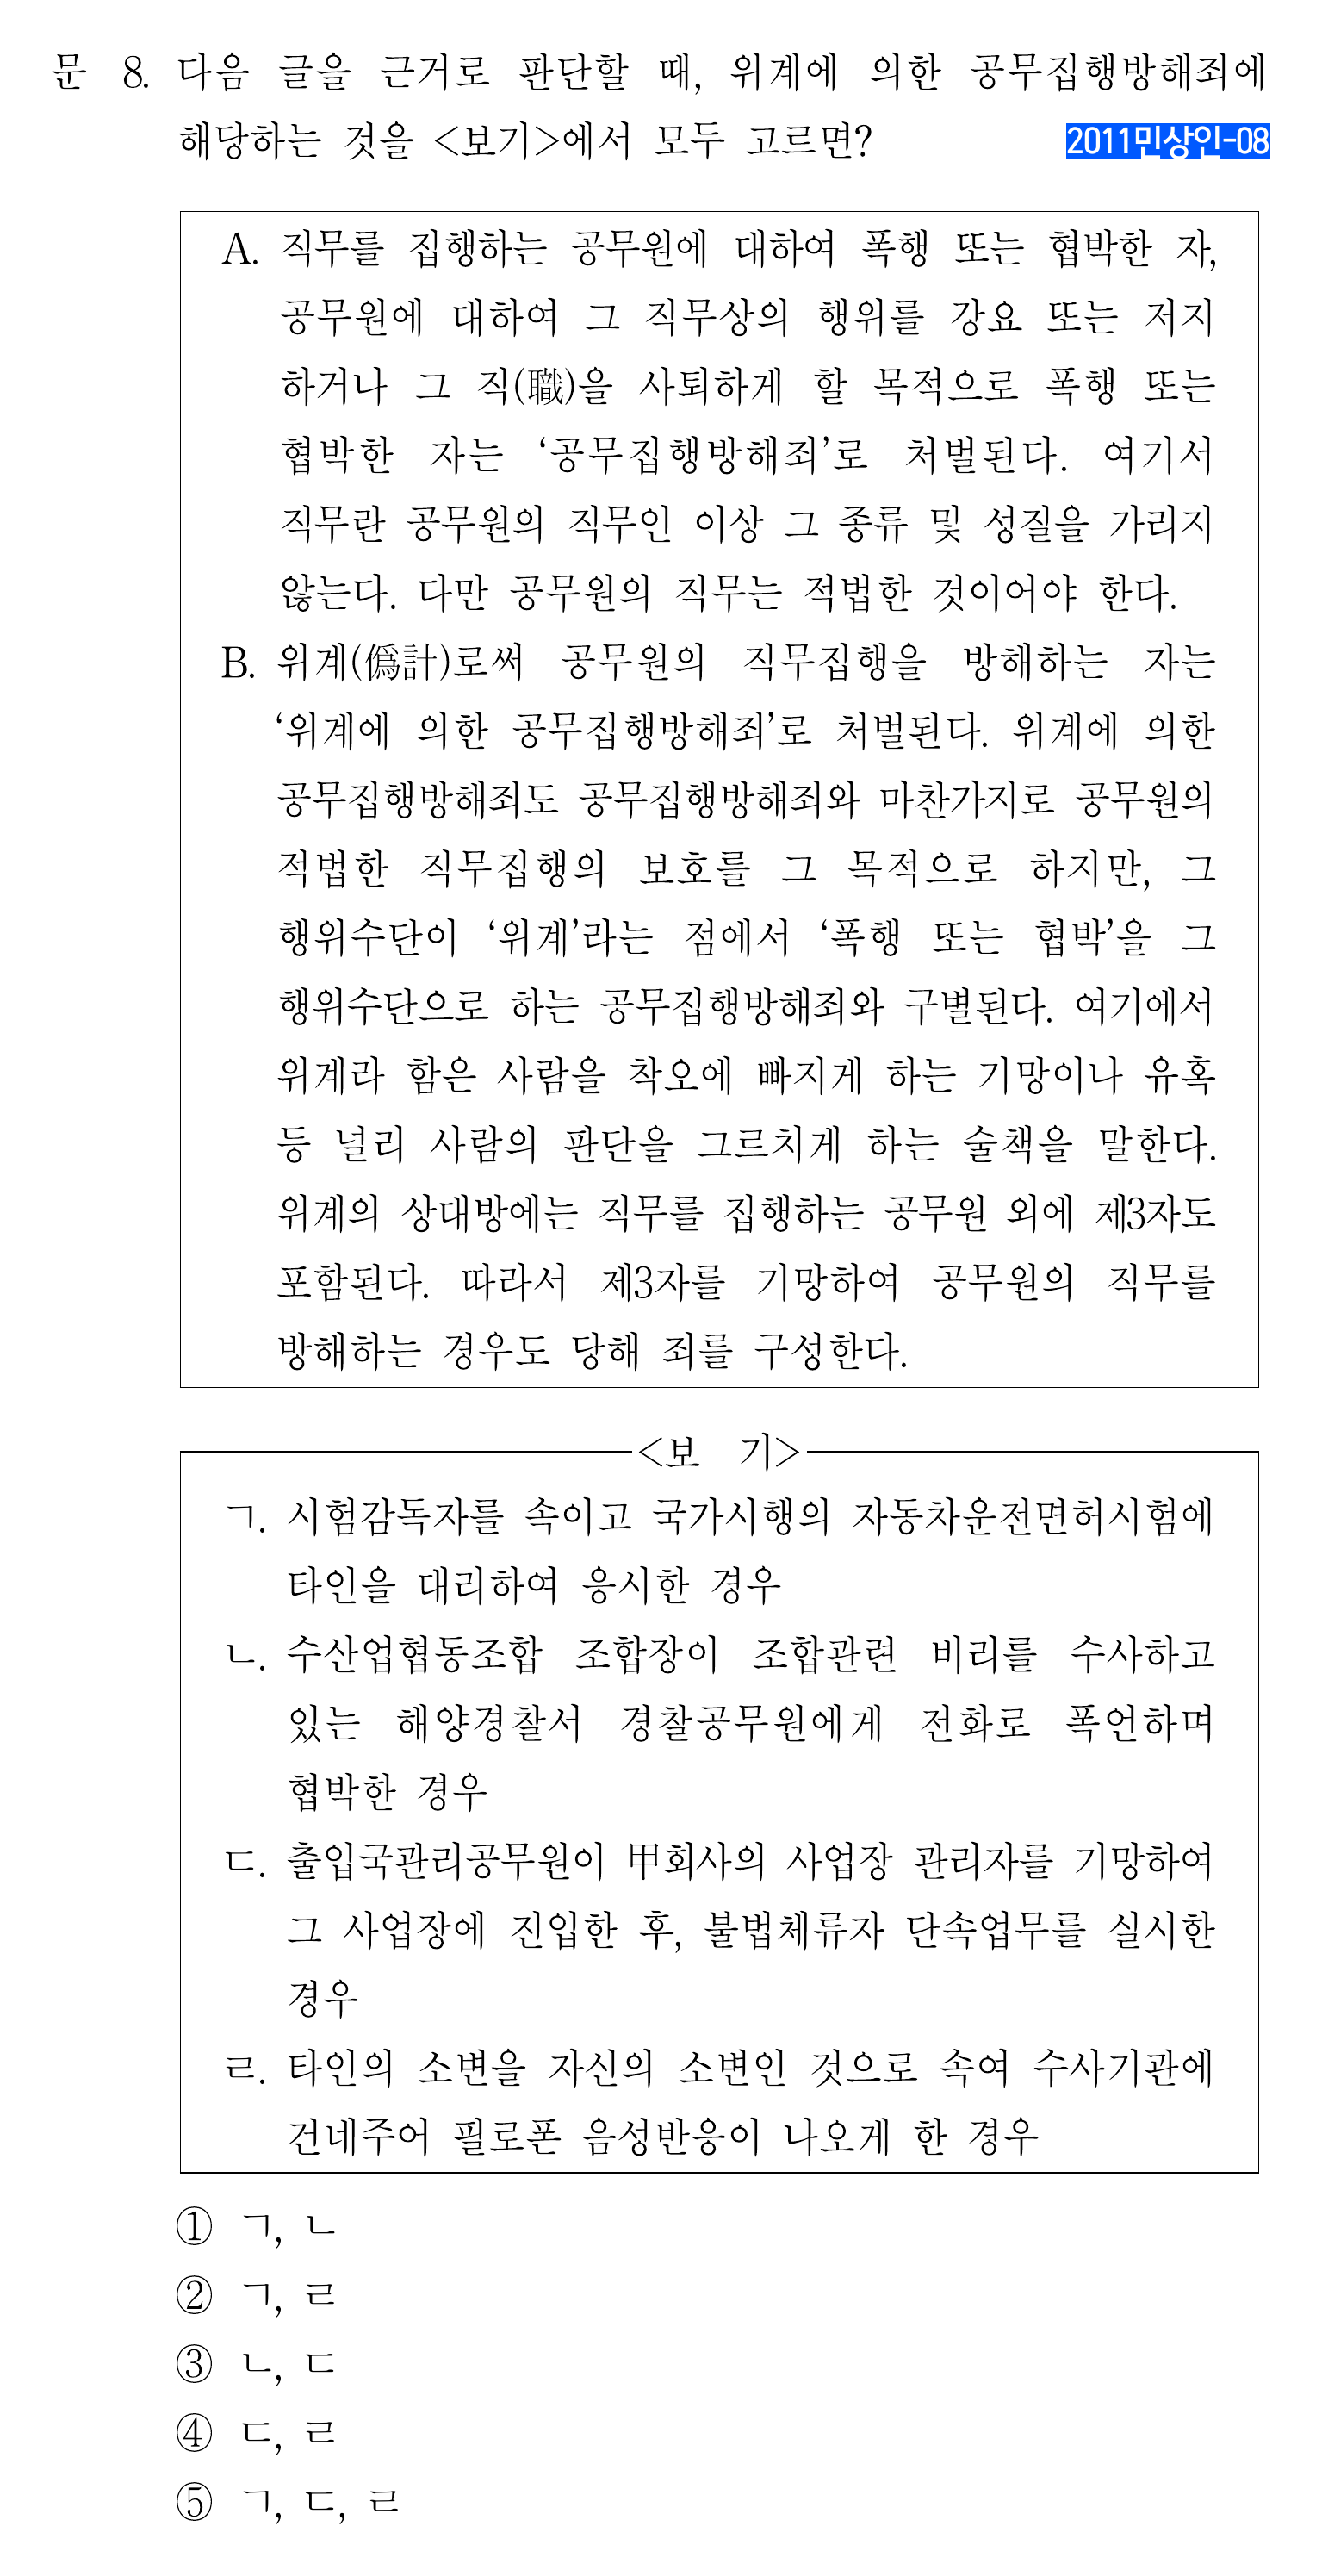 문 8. 다음 글을 근거로 판단할 때, 위계에 의한 공무집행방해죄에
해당하는 것을 <보기>에서 모두 고르면?
2011민상인-08
A. 직무를 집행하는 공무원에 대하여 폭행 또는 협박한 자,
공무원에 대하여 그 직무상의 행위를 강요 또는 저지
하거나 그 직(職)을 사퇴하게 할 목적으로 폭행 또는
협박한 자는 ‘공무집행방해죄’로 처벌된다. 여기서
직무란 공무원의 직무인 이상 그 종류 및 성질을 가리지
않는다. 다만 공무원의 직무는 적법한 것이어야 한다.
B. 위계(僞計)로써 공무원의 직무집행을 방해하는 자는
‘위계에 의한 공무집행방해죄’로 처벌된다. 위계에 의한
공무집행방해죄도 공무집행방해죄와 마찬가지로 공무원의
적법한 직무집행의 보호를 그 목적으로 하지만, 그
행위수단이 ‘위계’라는 점에서 ‘폭행 또는 협박’을 그
행위수단으로 하는 공무집행방해죄와 구별된다. 여기에서
위계라 함은 사람을 착오에 빠지게 하는 기망이나 유혹
등 널리 사람의 판단을 그르치게 하는 술책을 말한다.
위계의 상대방에는 직무를 집행하는 공무원 외에 제3자도
포함된다. 따라서 제3자를 기망하여 공무원의 직무를
방해하는 경우도 당해 죄를 구성한다.
<보 기>
ㄱ. 시험감독자를 속이고 국가시행의 자동차운전면허시험에
타인을 대리하여 응시한 경우
ㄴ. 수산업협동조합 조합장이 조합관련 비리를 수사하고
있는 해양경찰서 경찰공무원에게 전화로 폭언하며
협박한 경우
ㄷ. 출입국관리공무원이 甲회사의 사업장 관리자를 기망하여
그 사업장에 진입한 후, 불법체류자 단속업무를 실시한
경우
ㄹ. 타인의 소변을 자신의 소변인 것으로 속여 수사기관에
건네주어 필로폰 음성반응이 나오게 한 경우
① ㄱ, ㄴ
② ㄱ, ㄹ
③ ㄴ, ㄷ
④ ㄷ, ㄹ
⑤ ㄱ, ㄷ, ㄹ